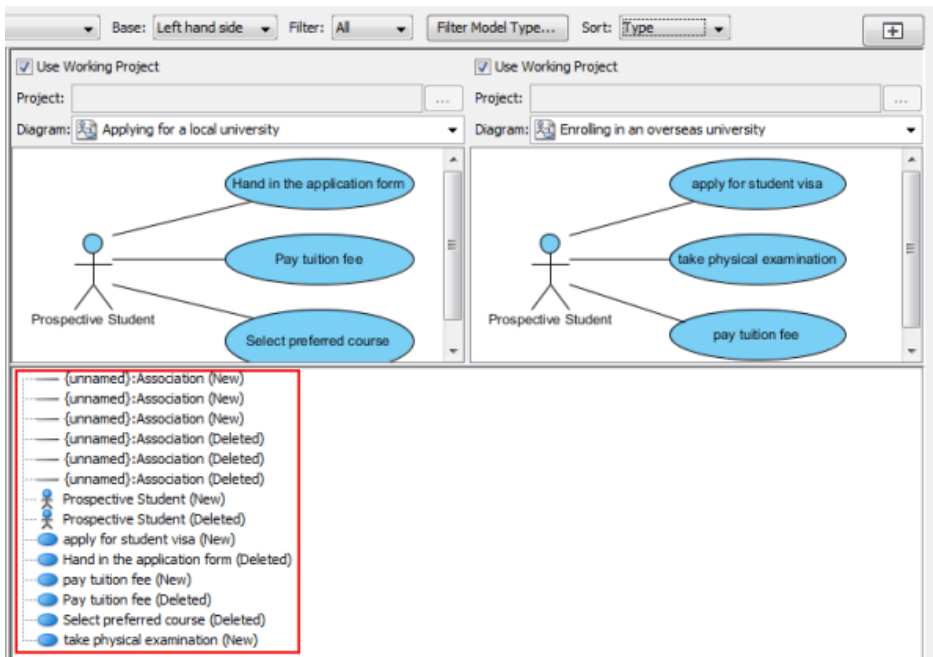 Base: Left hand side Filter: All Filter Model Type... Sort: Type
Use Working Project
Project: ...
Diagram: Applying for a local university
Hand in the application form
Pay tuition fee
Prospective Student
Select preferred course
Use Working Project
Project: ...
Diagram: Enrolling in an overseas university
apply for student visa
take physical examination
Prospective Student
pay tuition fee
{unnamed}:Association (New)
{unnamed}:Association (New)
{unnamed}:Association (New)
{unnamed}:Association (Deleted)
{unnamed}:Association (Deleted)
{unnamed}:Association (Deleted)
Prospective Student (New)
Prospective Student (Deleted)
apply for student visa (New)
Hand in the application form (Deleted)
pay tuition fee (New)
Pay tuition fee (Deleted)
Select preferred course (Deleted)
take physical examination (New)